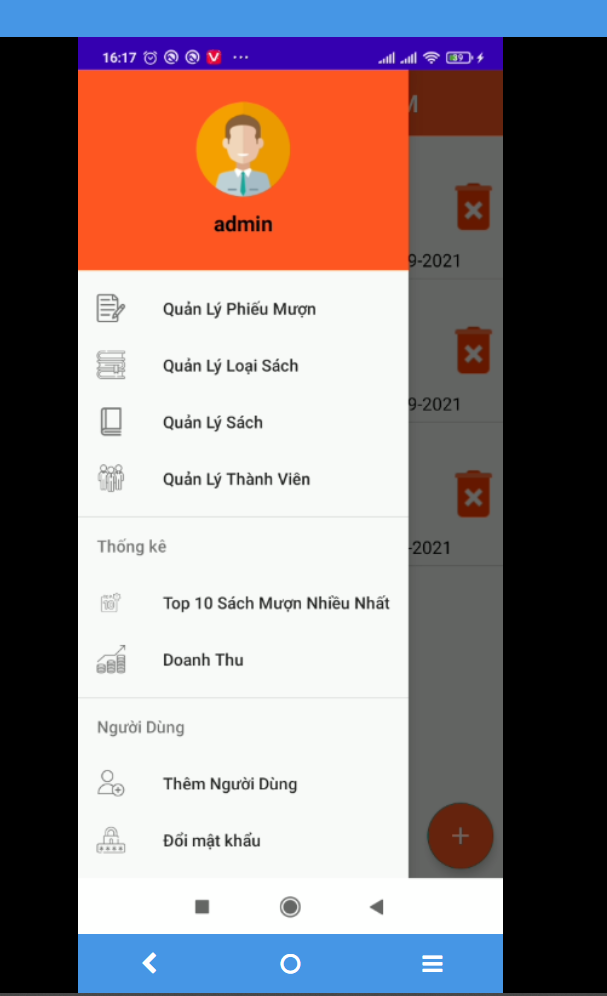 16:17
89
M
admin
9-2021
Quản Lý Phiếu Mượn
Quản Lý Loại Sách
9-2021
Quản Lý Sách
Quản Lý Thành Viên
Thống kê
-2021
Top 10 Sách Mượn Nhiều Nhất
Doanh Thu
Người Dùng
Thêm Người Dùng
Đổi mật khẩu